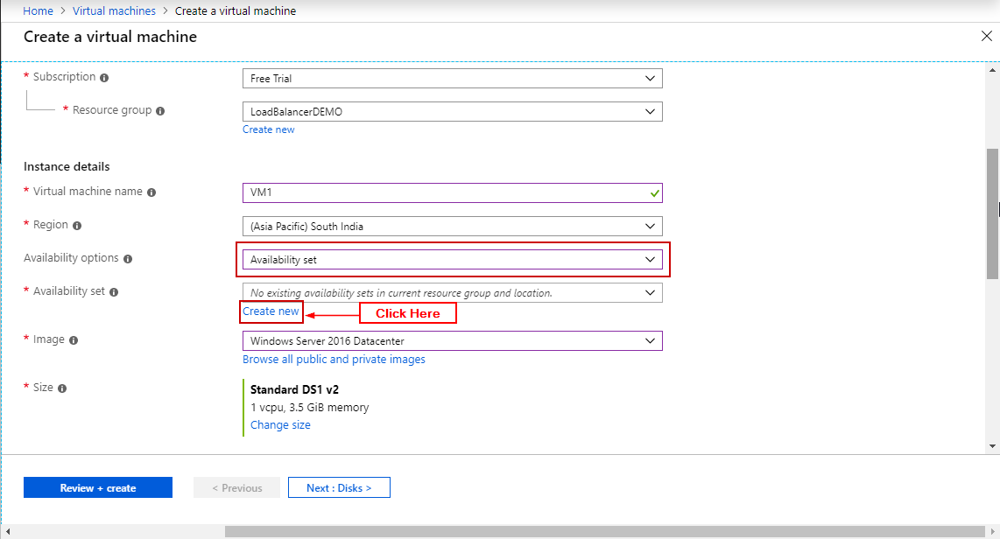 Home > Virtual machines > Create a virtual machine
Create a virtual machine
* Subscription
Free Trial
* Resource group
LoadBalancerDEMO
Create new
Instance details
* Virtual machine name
VM1
* Region
(Asia Pacific) South India
Availability options
Availability set
* Availability set
No existing availability sets in current resource group and location.
Create new
Click Here
* Image
Windows Server 2016 Datacenter
Browse all public and private images
* Size
Standard DS1 v2
1 vcpu, 3.5 GiB memory
Change size
Review + create
< Previous
Next : Disks >